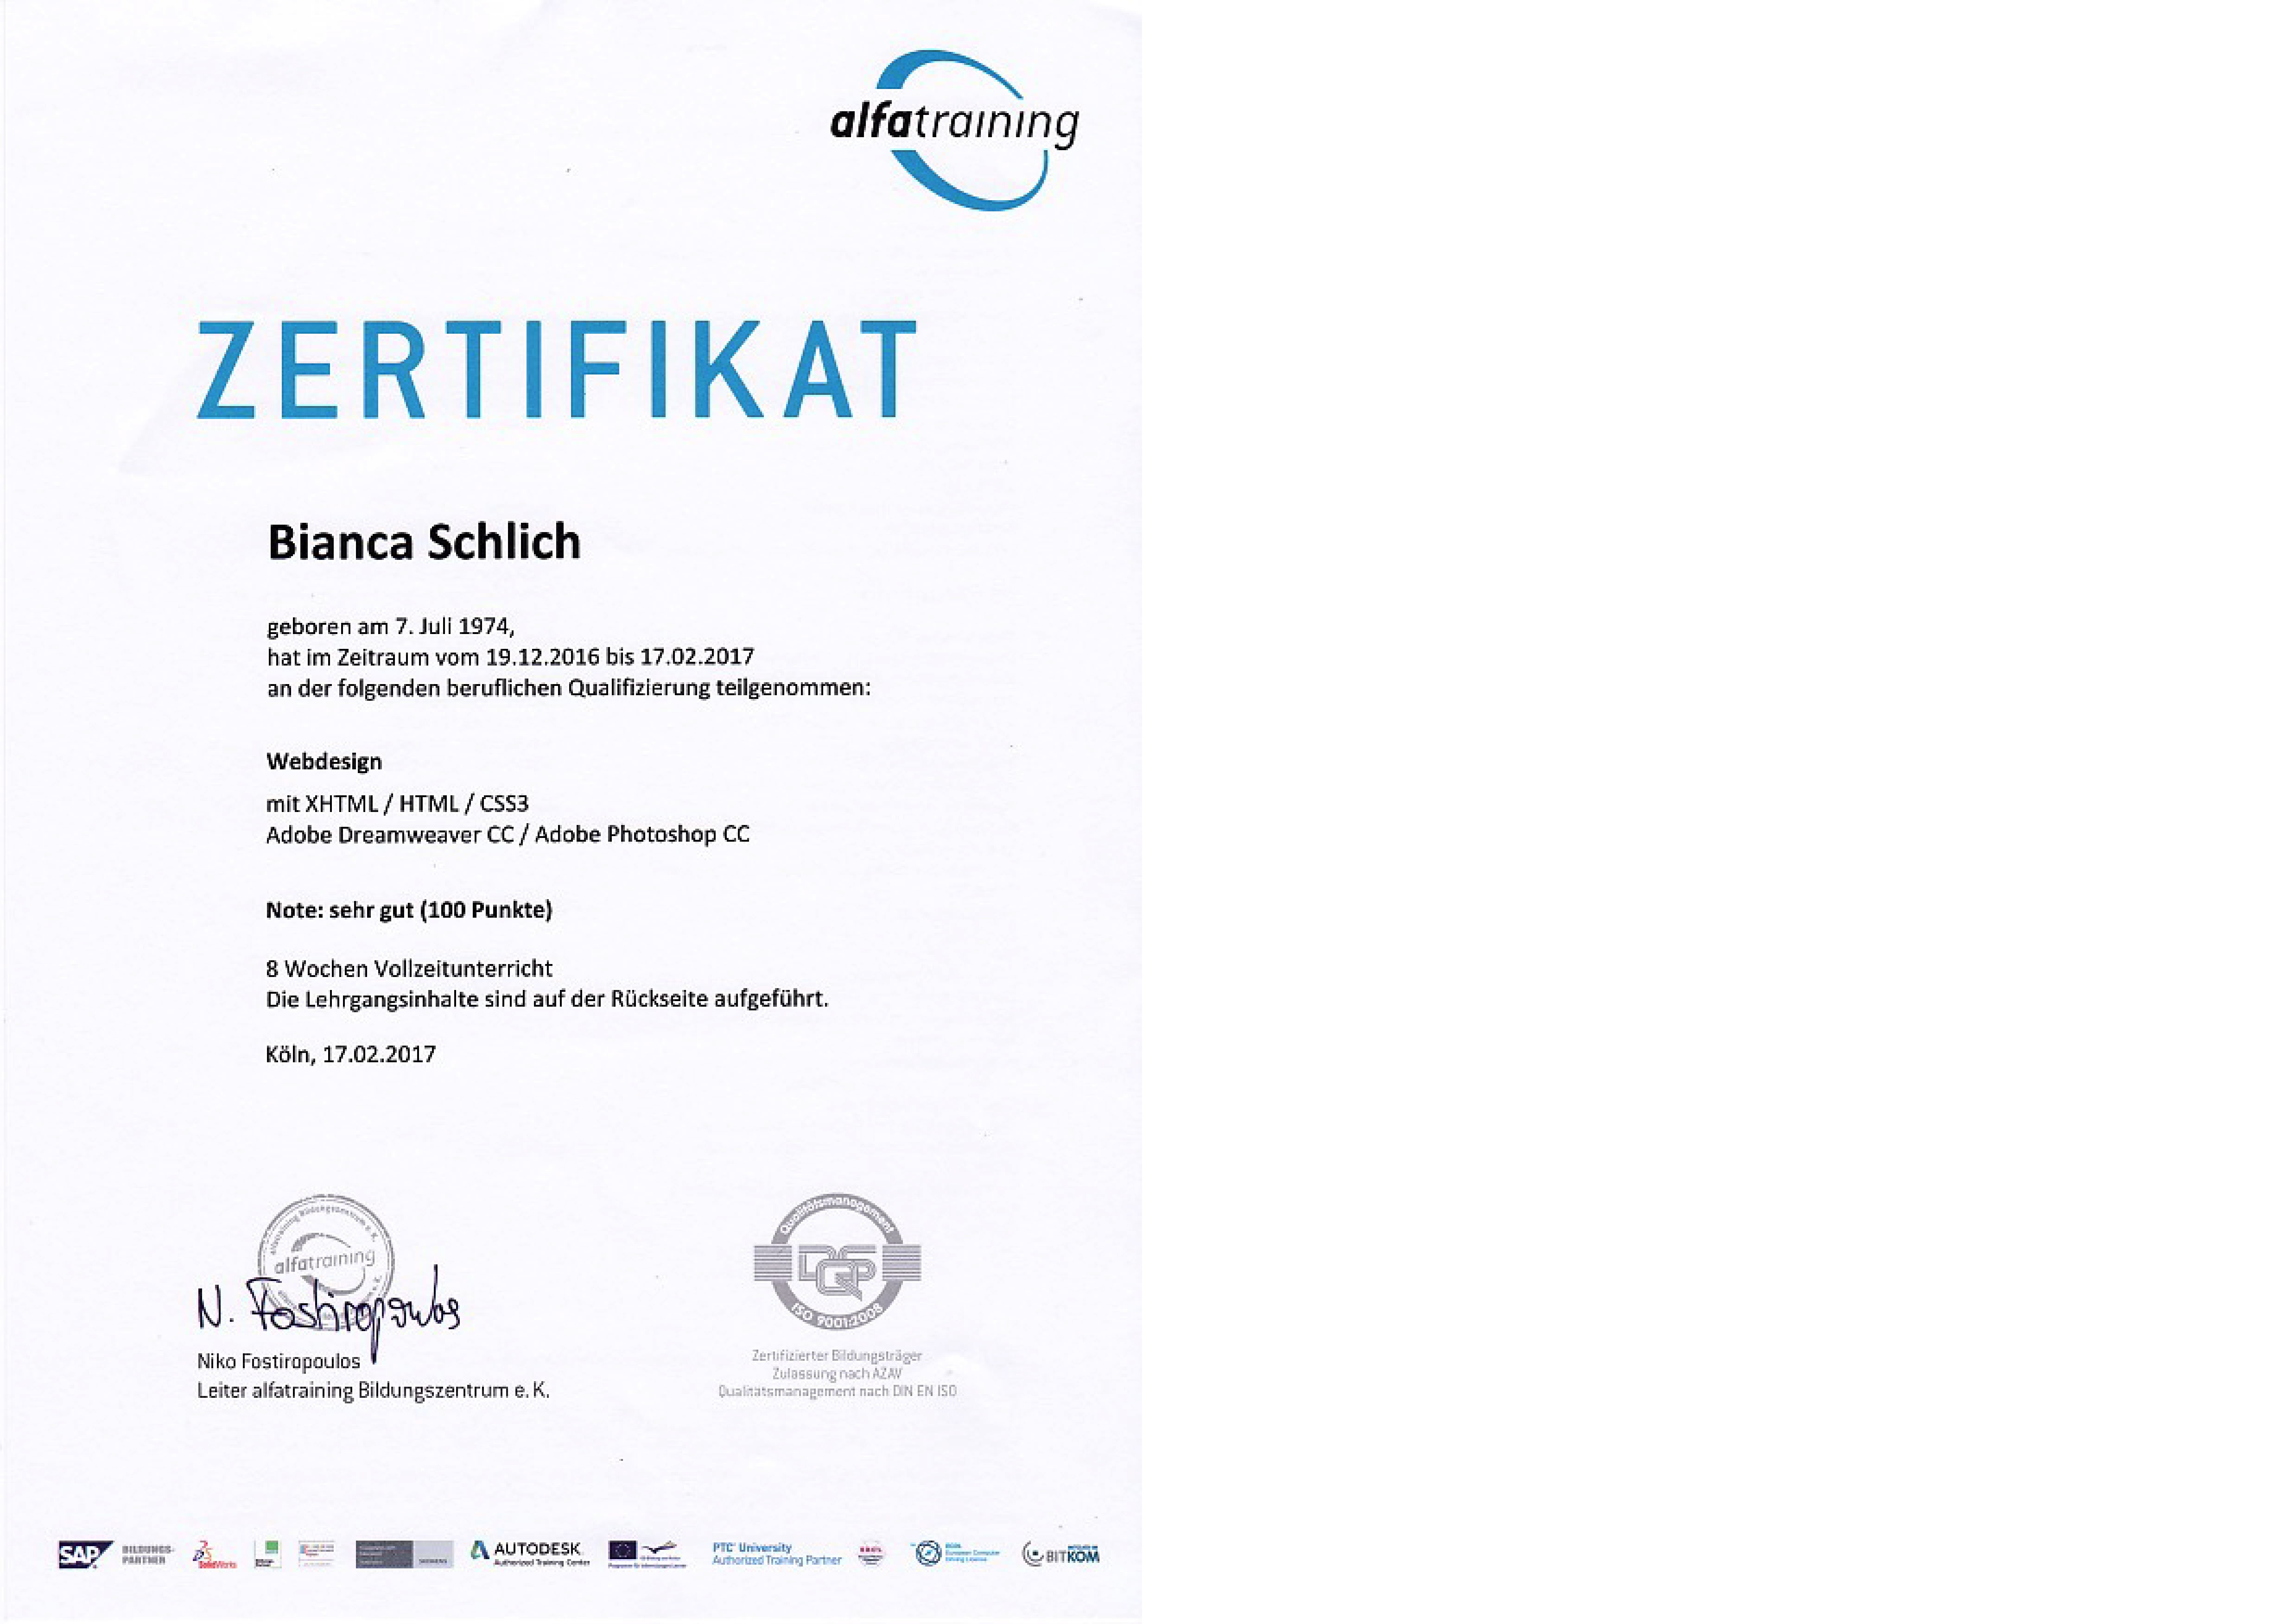 alfatraining
ZERTIFIKAT
Bianca Schlich
geboren am 7. Juli 1974,
hat im Zeitraum vom 19.12.2016 bis 17.02.2017
an der folgenden beruflichen Qualifizierung teilgenommen:
Webdesign
mit XHTML / HTML / CSS3
Adobe Dreamweaver CC / Adobe Photoshop CC
Note: sehr gut (100 Punkte)
8 Wochen Vollzeitunterricht
Die Lehrgangsinhalte sind auf der Rückseite aufgeführt.
Köln, 17.02.2017
alfatraining Bildungszentrum e. K.
alfatraining
N. Fostiropoulos
Niko Fostiropoulos
Leiter alfatraining Bildungszentrum e. K.
Qualitätsmanagement
DQS
ISO 9001:2008
Zertifizierter Bildungsträger
Zulassung nach AZAV
Qualitätsmanagement nach DIN EN ISO
SAP BILDUNGS-
PARTNER
SolidWorks
SIEMENS
AUTODESK
Authorized Training Center
PTC University
Authorized Training Partner
ECDL
European Computer
Driving Licence
BITKOM